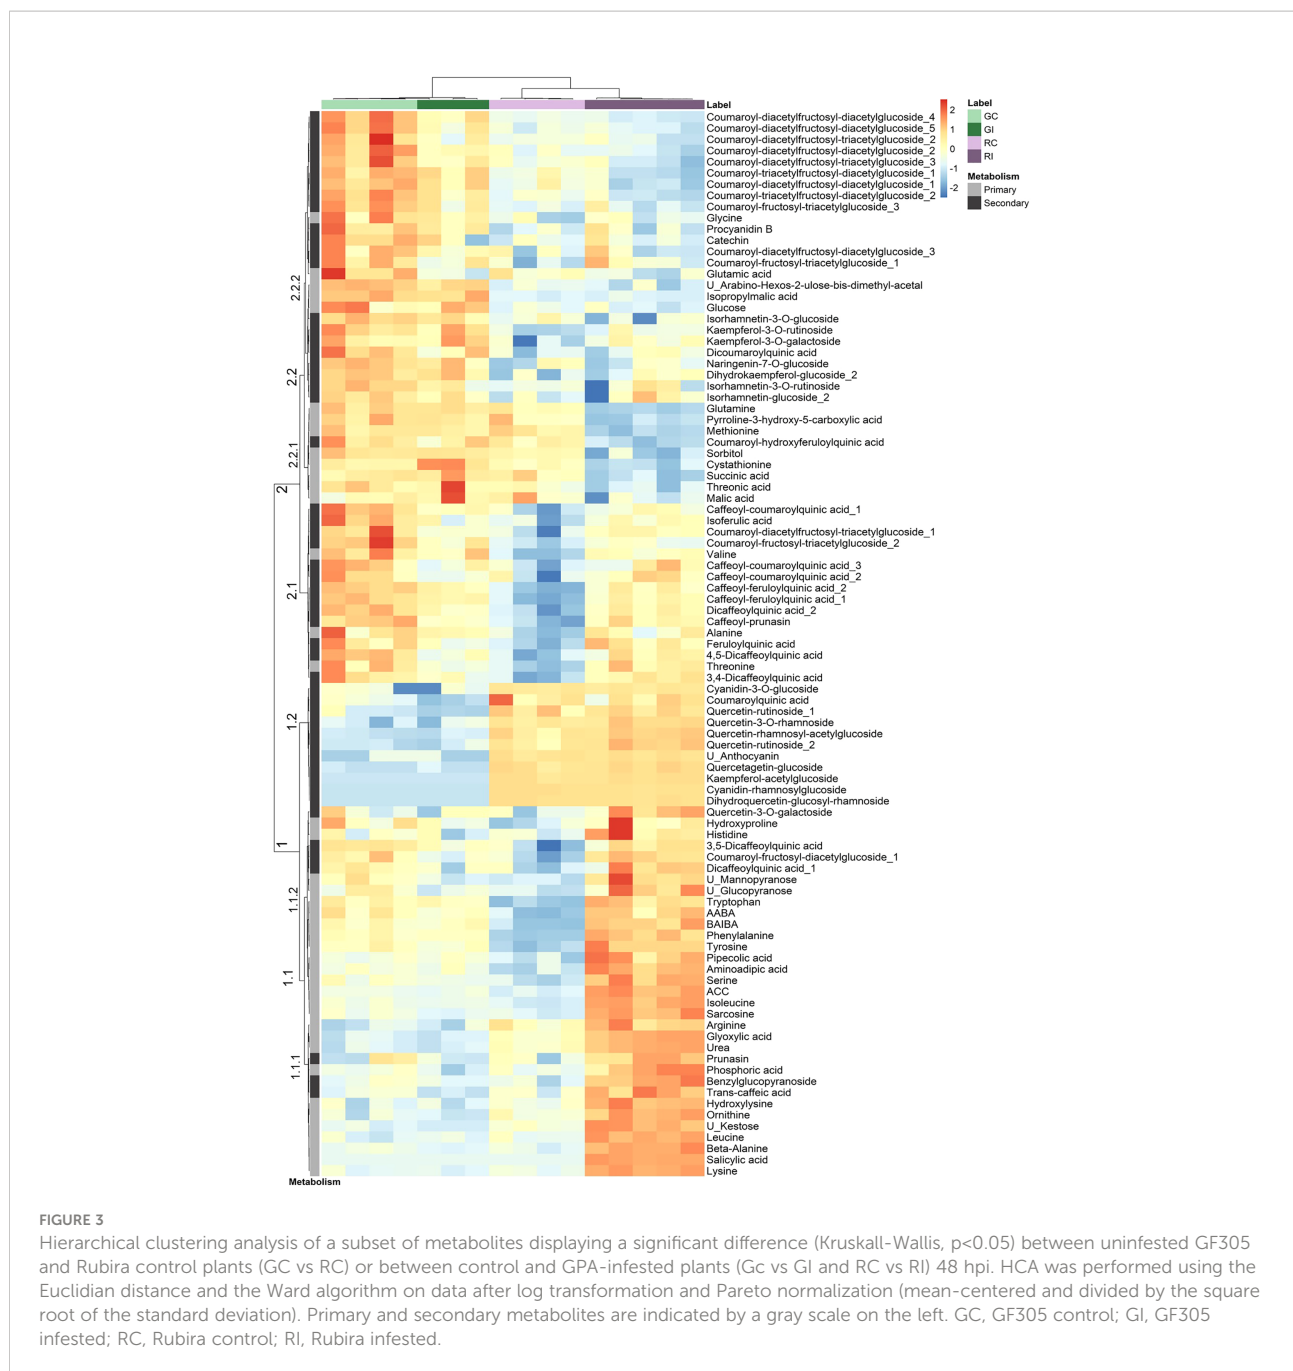 Label
Coumaroyl-diacetylfructosyl-diacetylglucoside_4
Coumaroyl-diacetylfructosyl-diacetylglucoside_5
Coumaroyl-diacetylfructosyl-triacetylglucoside_2
Coumaroyl-diacetylfructosyl-diacetylglucoside_2
Coumaroyl-diacetylfructosyl-triacetylglucoside_3
Coumaroyl-diacetylfructosyl-triacetylglucoside_1
Coumaroyl-diacetylfructosyl-diacetylglucoside_1
Coumaroyl-triacetylfructosyl-diacetylglucoside_2
Coumaroyl-fructosyl-triacetylglucoside_3
Glycine
Procyanidin B
Catechin
Coumaroyl-diacetylfructosyl-diacetylglucoside_3
Coumaroyl-fructosyl-triacetylglucoside_1
Glutamic acid
U_Arabino-Hexos-2-ulose-bis-dimethyl-acetal
Isopropylmalic acid
Glucose
Isorhamnetin-3-O-glucoside
Kaempferol-3-O-rutinoside
Kaempferol-3-O-galactoside
Dicoumaroylquinic acid
Naringenin-7-O-glucoside
Dihydrokaempferol-glucoside_2
Isorhamnetin-3-O-rutinoside
Isorhamnetin-glucoside_2
Glutamine
Pyrroline-3-hydroxy-5-carboxylic acid
Methionine
Coumaroyl-hydroxyferuloylquinic acid
Sorbitol
Cystathionine
Succinic acid
Threonic acid
Malic acid
Caffeoyl-coumaroylquinic acid_1
Isoferulic acid
Coumaroyl-diacetylfructosyl-triacetylglucoside_1
Coumaroyl-fructosyl-triacetylglucoside_2
Valine
Caffeoyl-coumaroylquinic acid_3
Caffeoyl-coumaroylquinic acid_2
Caffeoyl-feruloylquinic acid_2
Caffeoyl-feruloylquinic acid_1
Dicaffeoylquinic acid_2
Caffeoyl-prunasin
Alanine
Feruloylquinic acid
4,5-Dicaffeoylquinic acid
Threonine
3,4-Dicaffeoylquinic acid
Cyanidin-3-O-glucoside
Coumaroylquinic acid
Quercetin-rutinoside_1
Quercetin-3-O-rhamnoside
Quercetin-rhamnosyl-acetylglucoside
Quercetin-rutinoside_2
U_Anthocyanin
Quercetagetin-glucoside
Kaempferol-acetylglucoside
Cyanidin-rhamnosylglucoside
Dihydroquercetin-glucosyl-rhamnoside
Quercetin-3-O-galactoside
Hydroxyproline
Histidine
3,5-Dicaffeoylquinic acid
Coumaroyl-fructosyl-diacetylglucoside_1
Dicaffeoylquinic acid_1
U_Mannopyranose
U_Glucopyranose
Tryptophan
AABA
BAIBA
Phenylalanine
Tyrosine
Pipecolic acid
Aminoadipic acid
Serine
ACC
Isoleucine
Sarcosine
Arginine
Glyoxylic acid
Urea
Prunasin
Phosphoric acid
Benzylglucopyranoside
Trans-caffeic acid
Hydroxylysine
Ornithine
U_Kestose
Leucine
Beta-Alanine
Salicylic acid
Lysine
2
1
0
-1
-2
Label
GC
GI
RC
RI
Metabolism
Primary
Secondary
2.2.2
2.2
2.2.1
2
2.1
1.2
1
1.1.2
1.1
1.1.1
Metabolism
FIGURE 3
Hierarchical clustering analysis of a subset of metabolites displaying a significant difference (Kruskall-Wallis, p<0.05) between uninfested GF305
and Rubira control plants (GC vs RC) or between control and GPA-infested plants (Gc vs GI and RC vs RI) 48 hpi. HCA was performed using the
Euclidian distance and the Ward algorithm on data after log transformation and Pareto normalization (mean-centered and divided by the square
root of the standard deviation). Primary and secondary metabolites are indicated by a gray scale on the left. GC, GF305 control; GI, GF305
infested; RC, Rubira control; RI, Rubira infested.